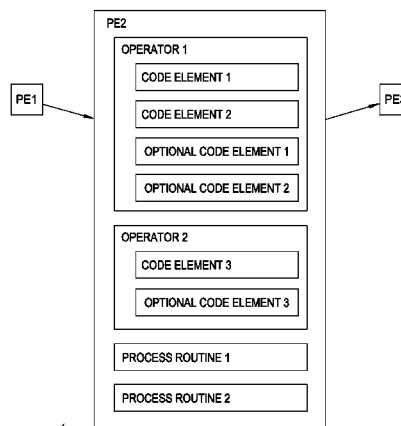 PE2
OPERATOR 1
CODE ELEMENT 1
PE1
CODE ELEMENT 2
OPTIONAL CODE ELEMENT 1
OPTIONAL CODE ELEMENT 2
OPERATOR 2
CODE ELEMENT 3
OPTIONAL CODE ELEMENT 3
PROCESS ROUTINE 1
PROCESS ROUTINE 2